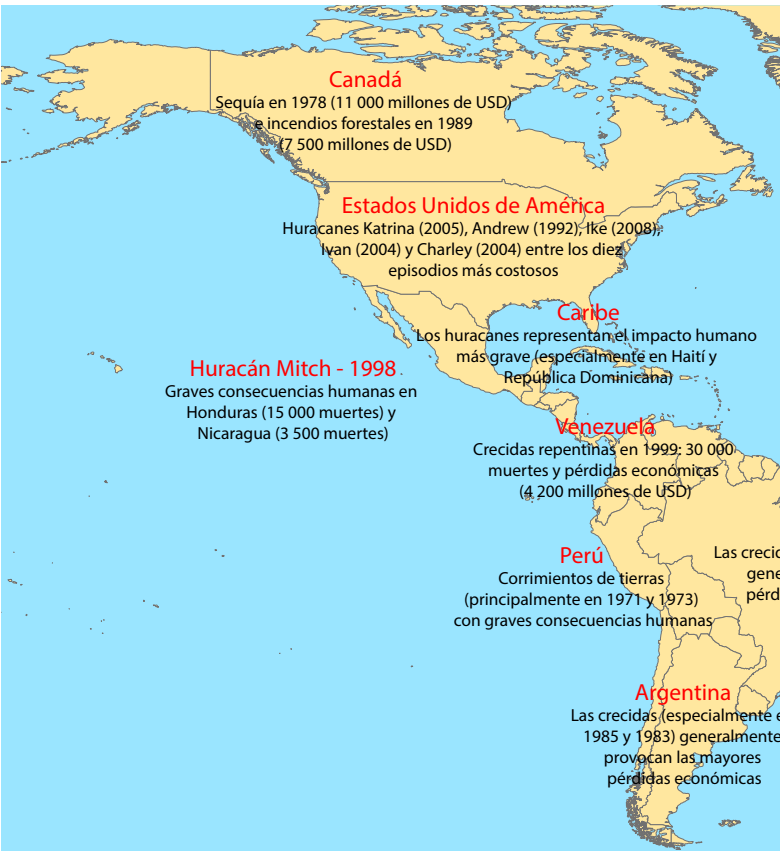 Canadá
Sequía en 1978 (11 000 millones de USD)
e incendios forestales en 1989
(7 500 millones de USD)
Estados Unidos de América
Huracanes Katrina (2005), Andrew (1992), Ike (2008),
Ivan (2004) y Charley (2004) entre los diez
episodios más costosos
Caribe
Los huracanes representan el impacto humano
más grave (especialmente en Haití y
República Dominicana)
Huracán Mitch - 1998
Graves consecuencias humanas en
Honduras (15 000 muertes) y
Nicaragua (3 500 muertes)
Venezuela
Crecidas repentinas en 1999: 30 000
muertes y pérdidas económicas
(4 200 millones de USD)
Perú
Corrimientos de tierras
(principalmente en 1971 y 1973)
con graves consecuencias humanas
Las
Argentina
Las crecidas (especialmente
1985 y 1983) generalmente
provocan las mayores
pérdidas económicas